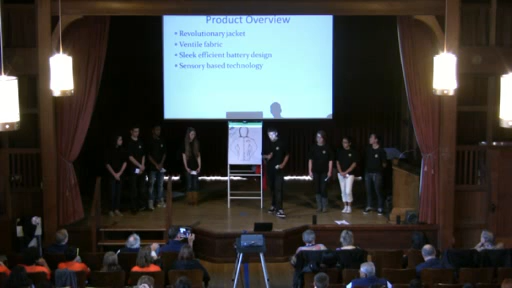 Product Overview
Revolutionary jacket
Ventile fabric
Sleek efficient battery design
Sensory based technology